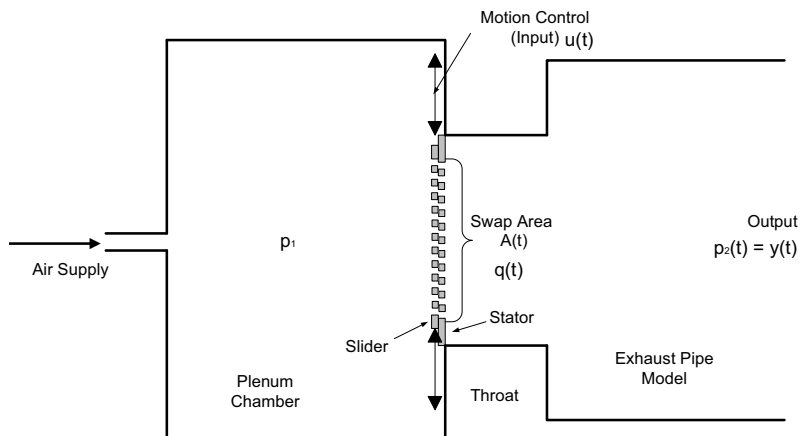 Motion Control
(Input) u(t)
p₁
Swap Area
A(t)
q(t)
Output
p₂(t) = y(t)
Air Supply
Slider
Stator
Plenum
Chamber
Throat
Exhaust Pipe
Model